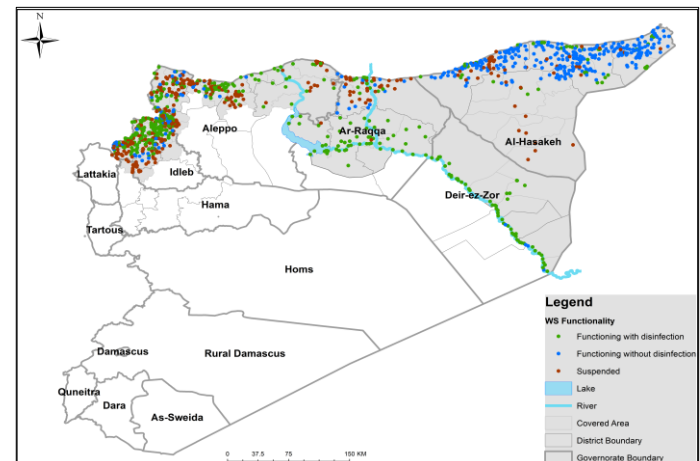 N
Aleppo
Ar-Raqqa
Al-Hasakeh
Lattakia
Idleb
Deir-ez-Zor
Hama
Tartous
Homs
Damascus
Rural Damascus
Quneitra
Dara
As-Sweida
Legend
WS Functionality
Functioning with disinfection
Functioning without disinfection
Suspended
Lake
River
Covered Area
District Boundary
Governorate Boundary
0 37.5 75 150 KM